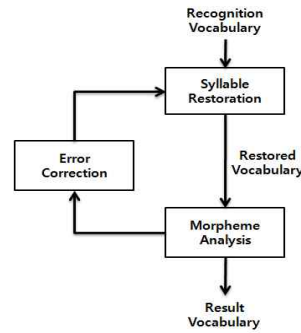 Recognition
Vocabulary
Syllable
Restoration
Error
Correction
Restored
Vocabulary
Morpheme
Analysis
Result
Vocabulary